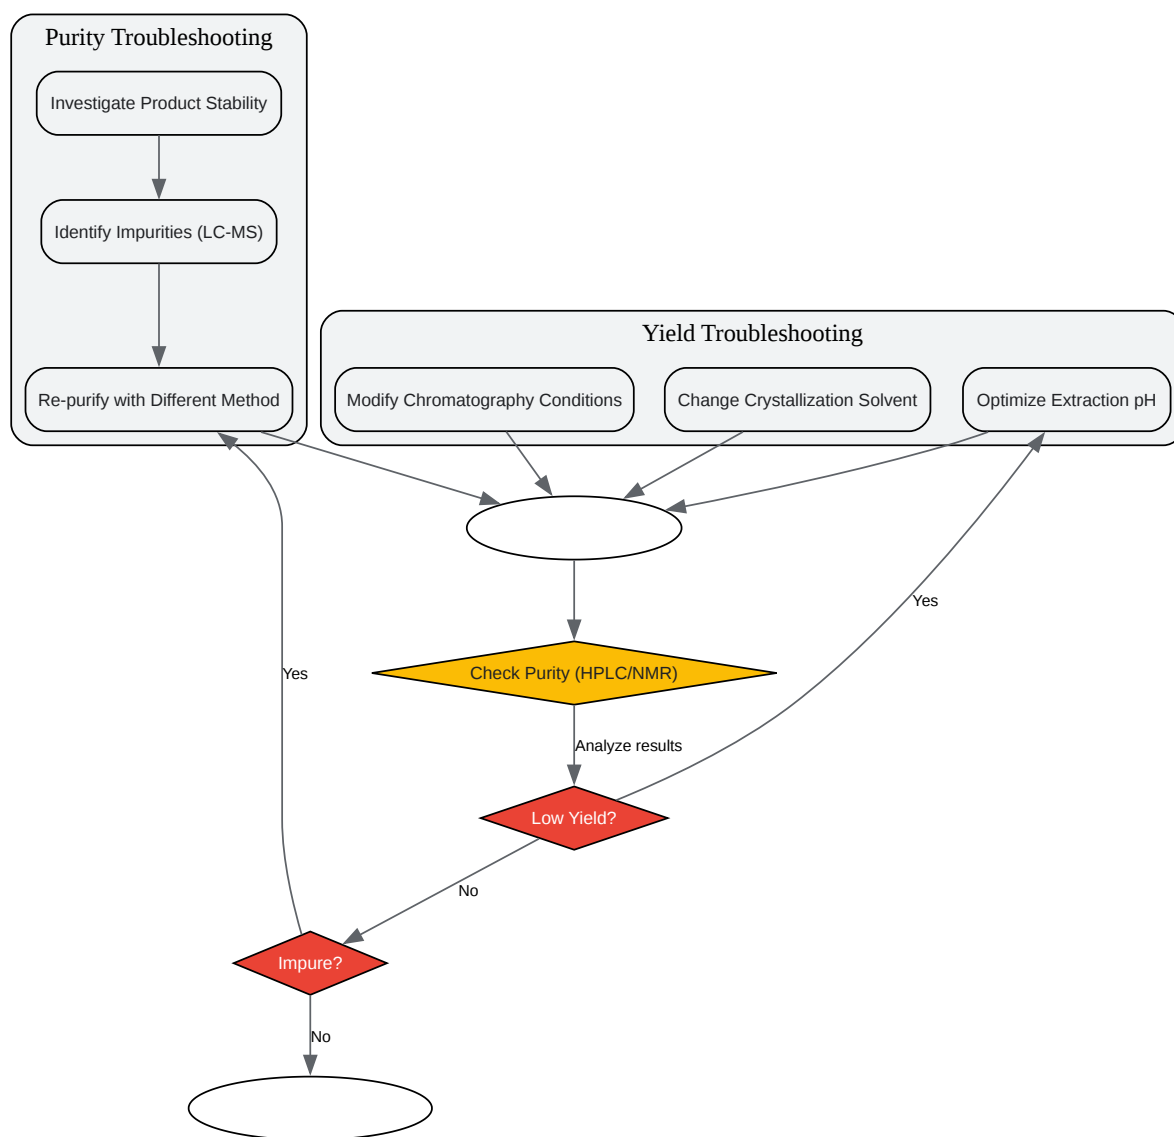 Purity Troubleshooting
Investigate Product Stability
Identify Impurities (LC-MS)
Yield Troubleshooting
Re-purify with Different Method
Modify Chromatography Conditions
Change Crystallization Solvent
Optimize Extraction pH
Yes
Yes
Check Purity (HPLC/NMR)
Analyze results
Low Yield?
No
Impure?
No